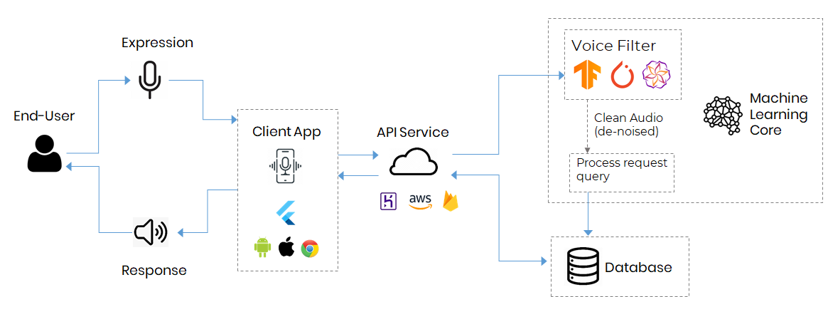 Expression
End-User
Client App
API Service
aws
Voice Filter
Clean Audio
(de-noised)
Process request
query
Machine
Learning
Core
Database
Response